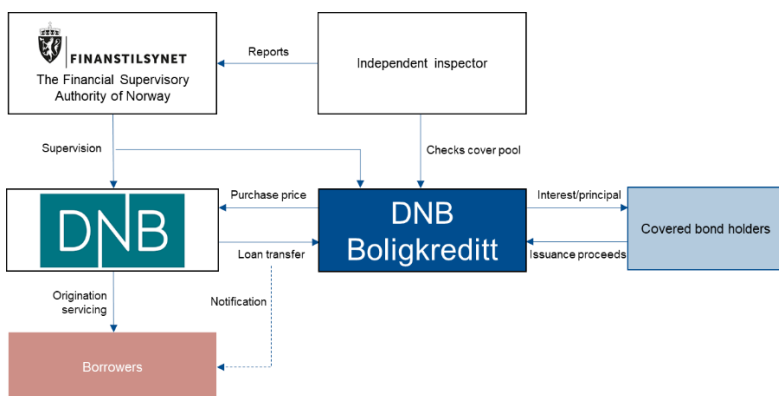 FINANSTILSYNET
The Financial Supervisory
Authority of Norway
Reports
Independent inspector
Supervision
Checks cover pool
DNB
Purchase price
Loan transfer
DNB
Boligkreditt
Interest/principal
Issuance proceeds
Covered bond holders
Origination
servicing
Notification
Borrowers